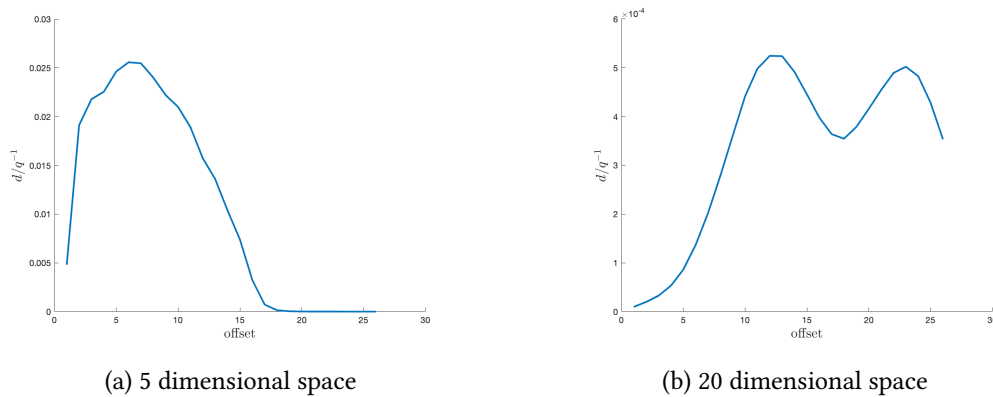 0.03
0.025
0.02
0.015
0.01
0.005
0
d/q⁻¹
0 5 10 15 20 25 30
offset
(a) 5 dimensional space
×10⁻⁴
6
5
4
3
2
1
0
d/q⁻¹
0 5 10 15 20 25 30
offset
(b) 20 dimensional space